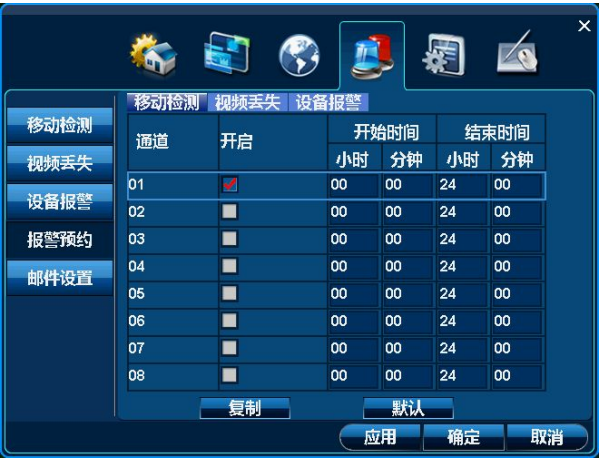 移动检测 视频丢失 设备报警
移动检测
视频丢失
设备报警
报警预约
邮件设置
通道 开启 开始时间 结束时间
小时 分钟 小时 分钟
01 00 00 24 00
02 00 00 24 00
03 00 00 24 00
04 00 00 24 00
05 00 00 24 00
06 00 00 24 00
07 00 00 24 00
08 00 00 24 00
复制 默认
应用 确定 取消